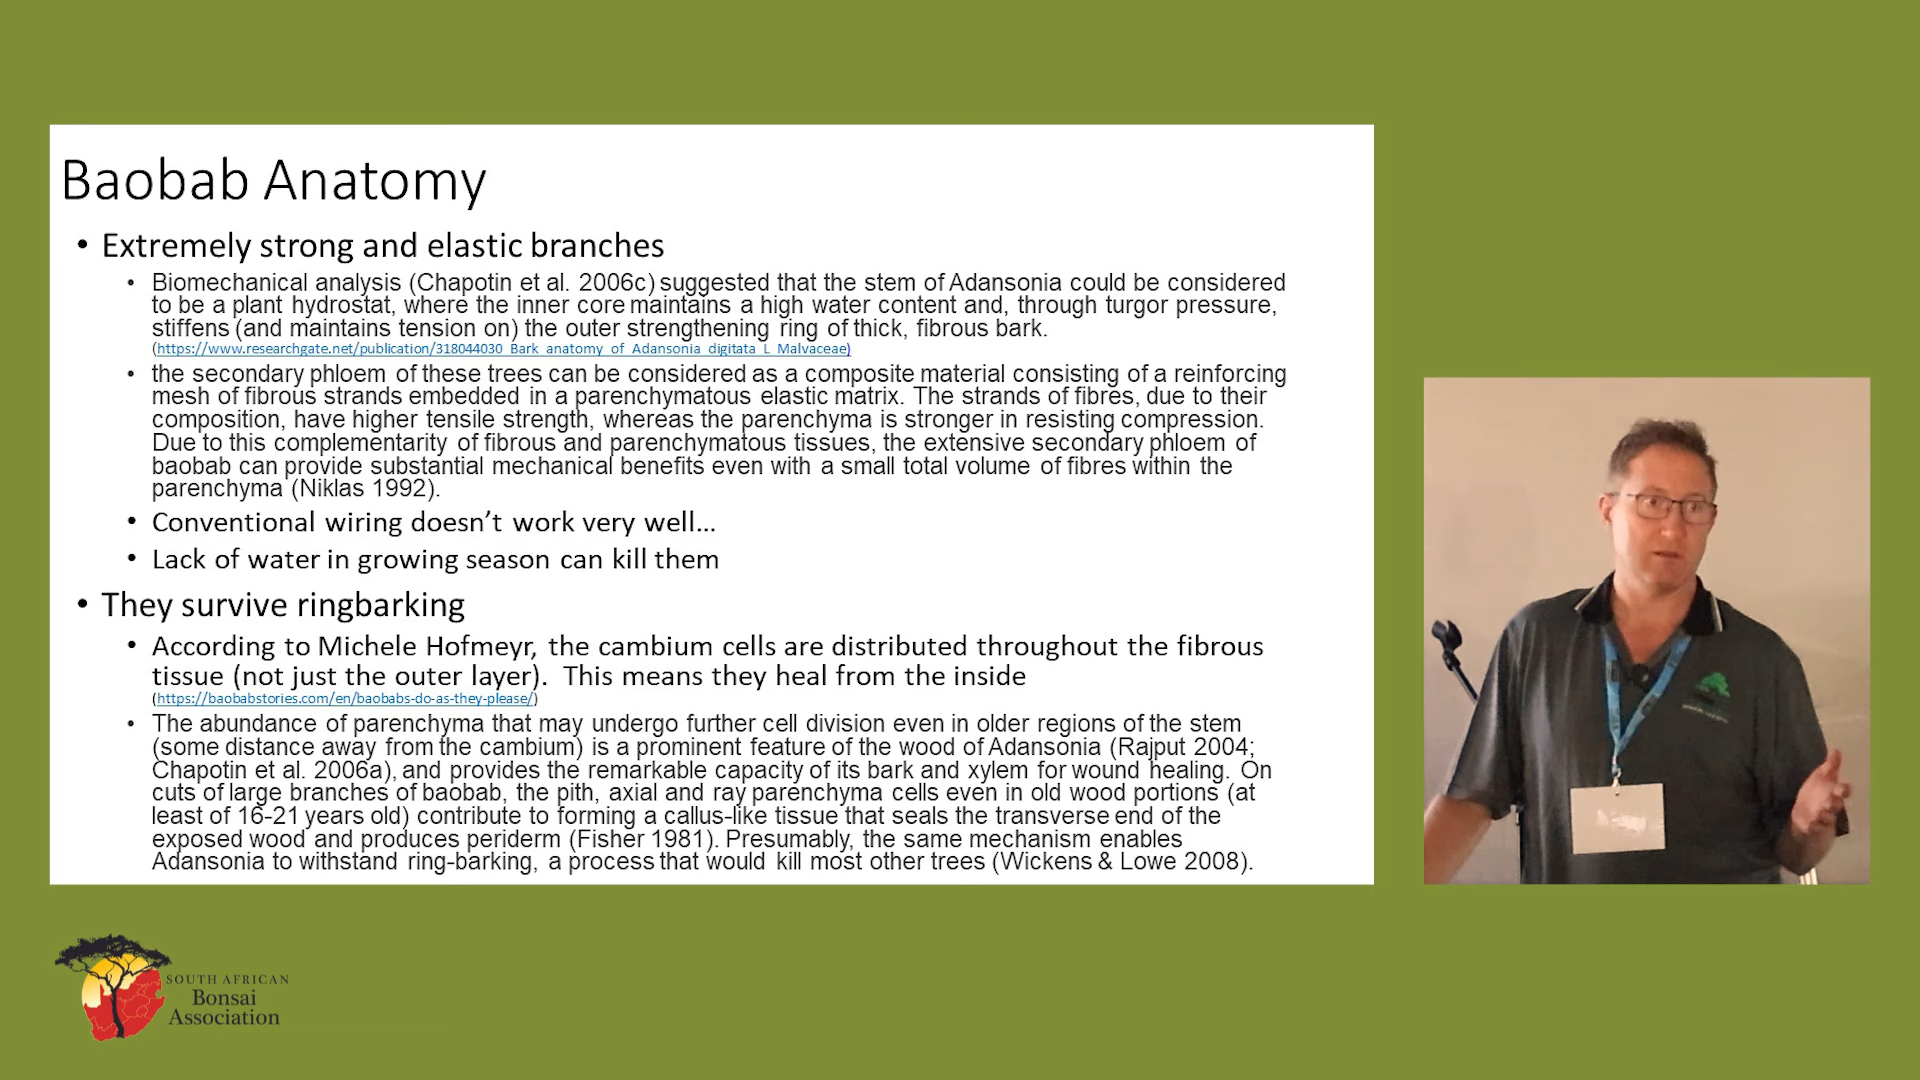 Baobab Anatomy
• Extremely strong and elastic branches
• Biomechanical analysis (Chapotin et al. 2006c) suggested that the stem of Adansonia could be considered
to be a plant hydrostat, where the inner core maintains a high water content and, through turgor pressure,
stiffens (and maintains tension on) the outer strengthening ring of thick, fibrous bark.
(https://www.researchgate.net/publication/318044030_Bark_anatomy_of_Adansonia_digitata_L_Malvaceae)
• the secondary phloem of these trees can be considered as a composite material consisting of a reinforcing
mesh of fibrous strands embedded in a parenchymatous elastic matrix. The strands of fibres, due to their
composition, have higher tensile strength, whereas the parenchyma is stronger in resisting compression.
Due to this complementarity of fibrous and parenchymatous tissues, the extensive secondary phloem of
baobab can provide substantial mechanical benefits even with a small total volume of fibres within the
parenchyma (Niklas 1992).
• Conventional wiring doesn’t work very well…
• Lack of water in growing season can kill them
• They survive ringbarking
• According to Michele Hofmeyr, the cambium cells are distributed throughout the fibrous
tissue (not just the outer layer).  This means they heal from the inside
(https://baobabstories.com/en/baobabs-do-as-they-please/)
• The abundance of parenchyma that may undergo further cell division even in older regions of the stem
(some distance away from the cambium) is a prominent feature of the wood of Adansonia (Rajput 2004;
Chapotin et al. 2006a), and provides the remarkable capacity of its bark and xylem for wound healing. On
cuts of large branches of baobab, the pith, axial and ray parenchyma cells even in old wood portions (at
least of 16-21 years old) contribute to forming a callus-like tissue that seals the transverse end of the
exposed wood and produces periderm (Fisher 1981). Presumably, the same mechanism enables
Adansonia to withstand ring-barking, a process that would kill most other trees (Wickens & Lowe 2008).
SOUTH AFRICAN
Bonsai
Association